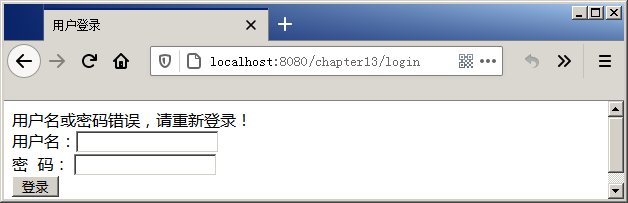 用户登录
localhost:8080/chapter13/login
用户名或密码错误，请重新登录！
用户名：
密 码：
登录